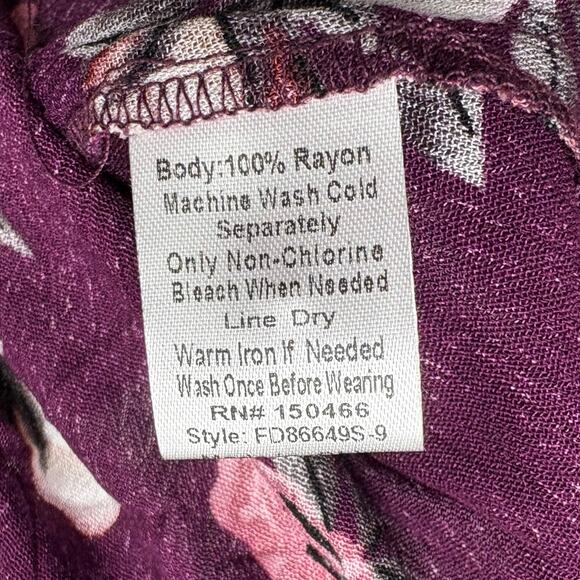 Body:100% Rayon
Machine Wash Cold
Separately
Only Non-Chlorine
Bleach When Needed
Line Dry
Warm Iron If Needed
Wash Once Before Wearing
RN# 150466
Style: FD86649S-9